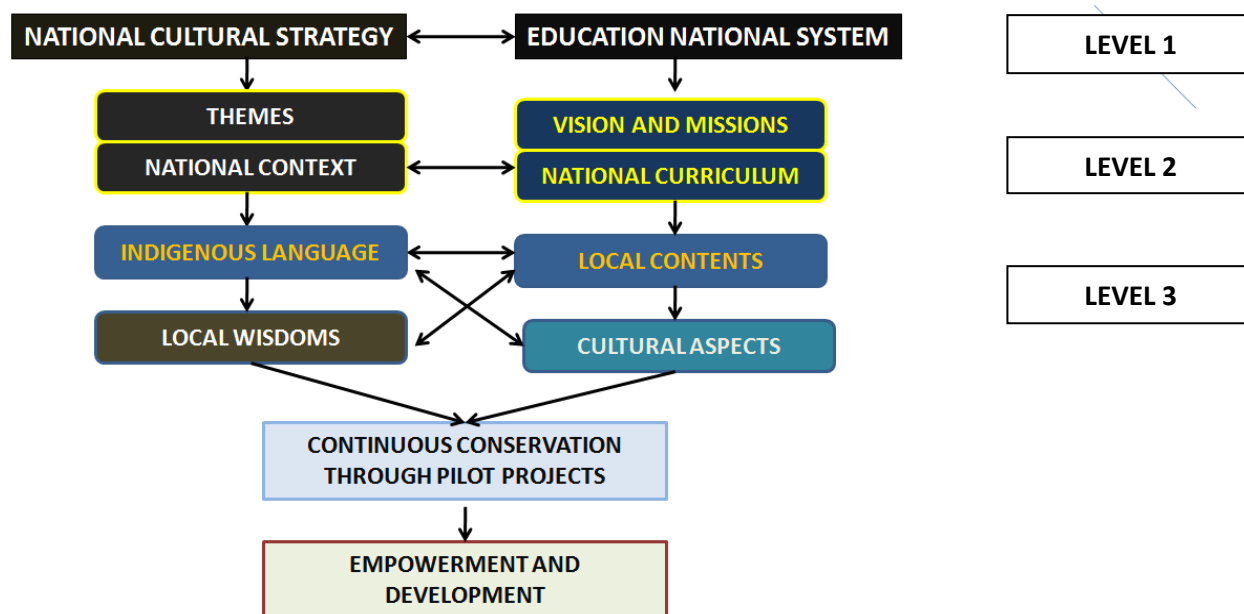 NATIONAL CULTURAL STRATEGY
EDUCATION NATIONAL SYSTEM
LEVEL 1
THEMES
VISION AND MISSIONS
NATIONAL CONTEXT
NATIONAL CURRICULUM
LEVEL 2
INDIGENOUS LANGUAGE
LOCAL CONTENTS
LEVEL 3
LOCAL WISDOMS
CULTURAL ASPECTS
CONTINUOUS CONSERVATION
THROUGH PILOT PROJECTS
EMPOWERMENT AND
DEVELOPMENT